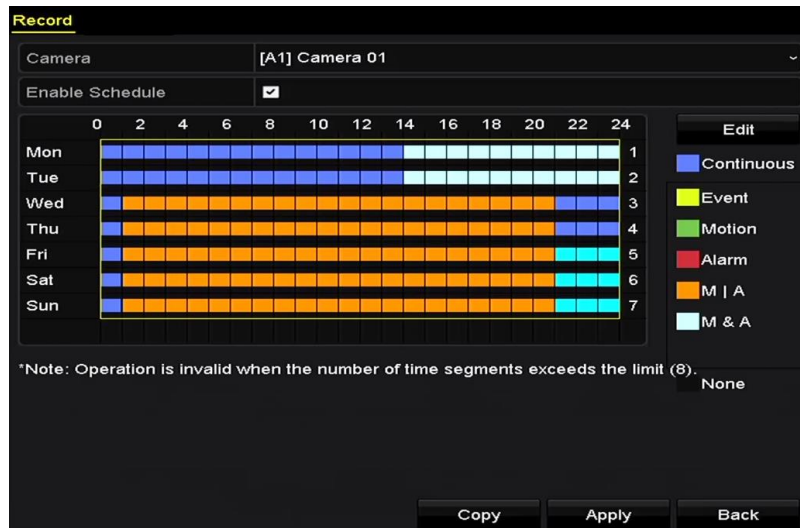 Record
Camera [A1] Camera 01
Enable Schedule
0 2 4 6 8 10 12 14 16 18 20 22 24
Edit
Mon 1
Continuous
Tue 2
Wed 3
Event
Thu 4
Motion
Fri 5
Alarm
Sat 6
M | A
Sun 7
M & A
*Note: Operation is invalid when the number of time segments exceeds the limit (8).
None
Copy Apply Back